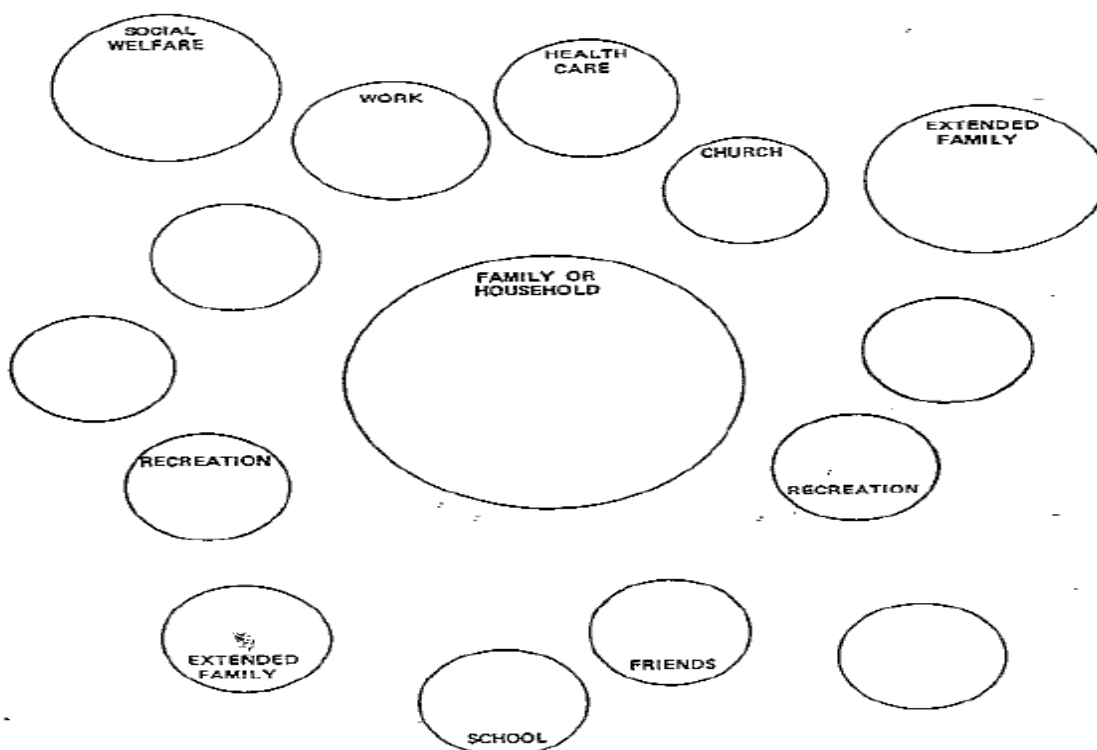 SOCIAL
WELFARE
WORK
HEALTH
CARE
CHURCH
EXTENDED
FAMILY
FAMILY OR
HOUSEHOLD
RECREATION
RECREATION
EXTENDED
FAMILY
FRIENDS
SCHOOL